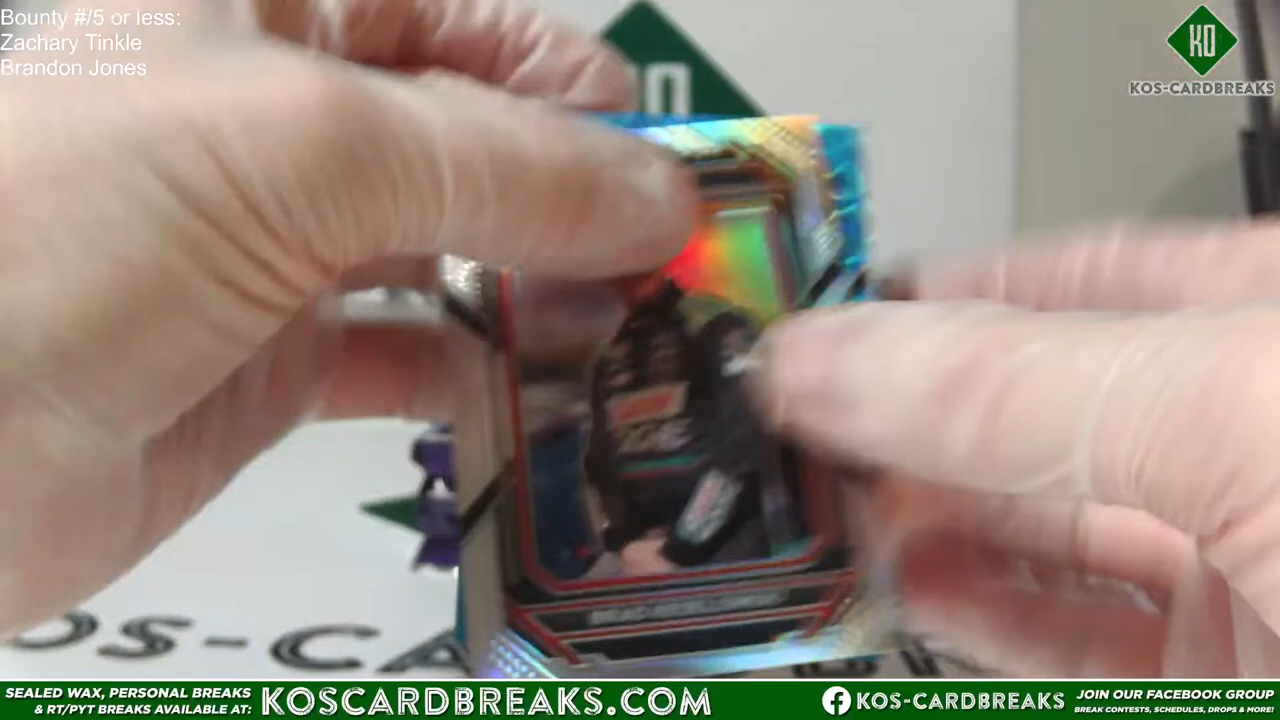 Bounty #/5 or less:
Zachary Tinkle
Brandon Jones
KO
KOS-CARDBREAKS
SEALED WAX, PERSONAL BREAKS
& RT/PYT BREAKS AVAILABLE AT:
KOSCARDBREAKS.COM
KOS-CARDBREAKS
JOIN OUR FACEBOOK GROUP
BREAK CONTESTS, SCHEDULES, DROPS & MORE!